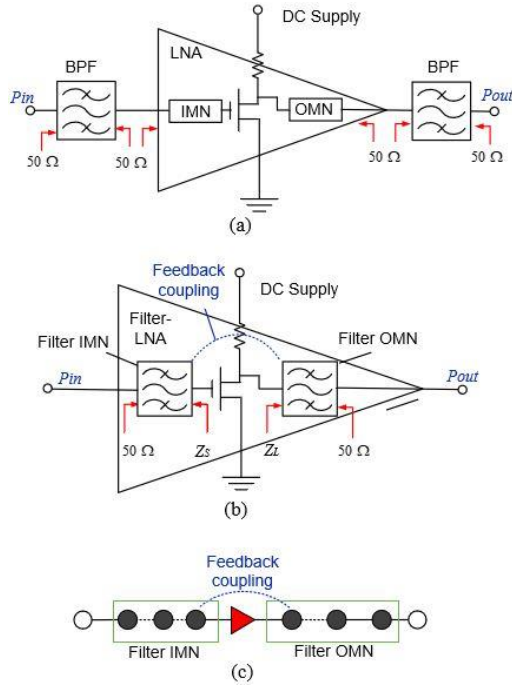 DC Supply
LNA
BPF
BPF
Pin
Pout
IMN
OMN
50 Ω
50 Ω
50 Ω
50 Ω
(a)
Feedback
coupling
DC Supply
Filter-
LNA
Filter IMN
Filter OMN
Pin
Pout
50 Ω
ZS
ZL
50 Ω
(b)
Feedback
coupling
Filter IMN
Filter OMN
(c)